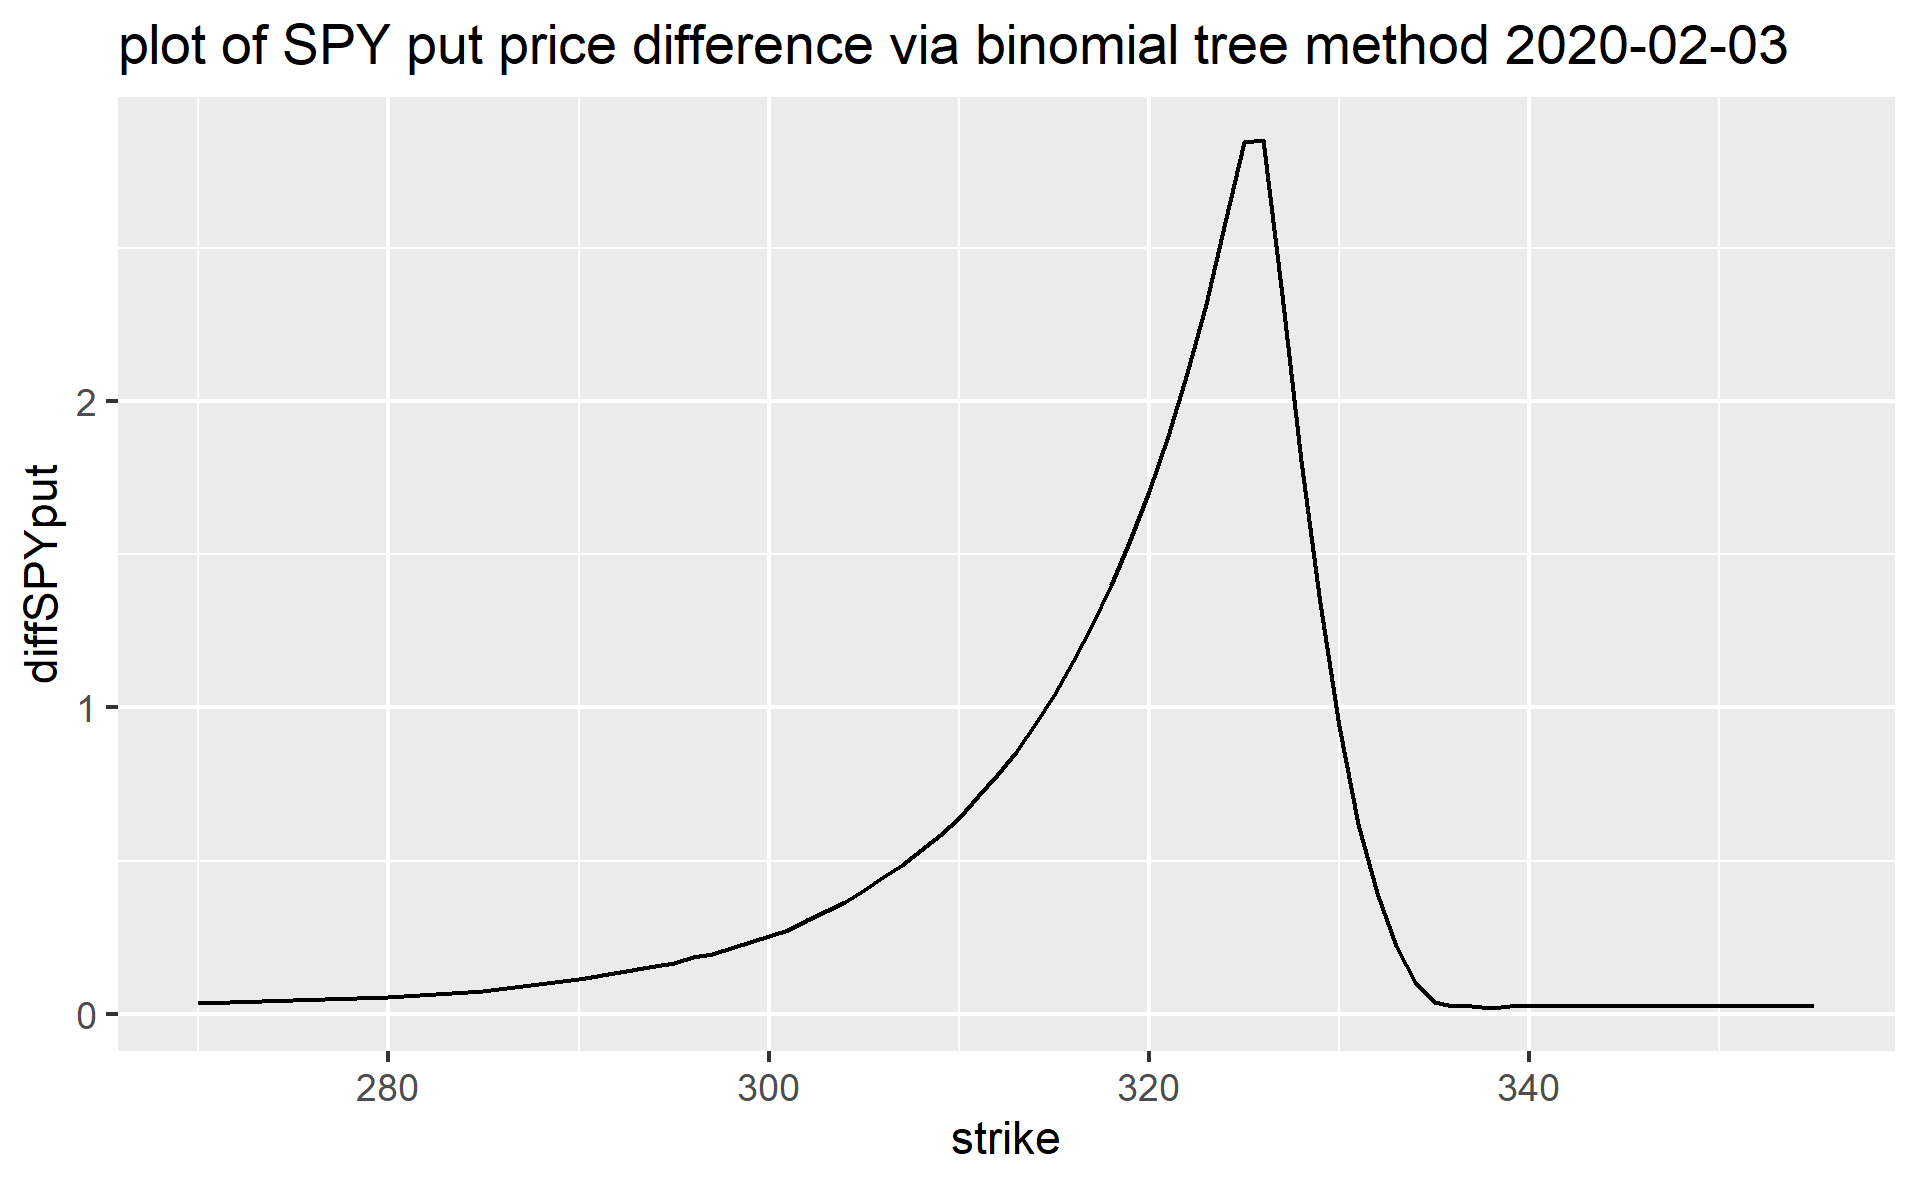 plot of SPY put price difference via binomial tree method 2020-02-03
diffSPYput
2
1
0
280 300 320 340
strike